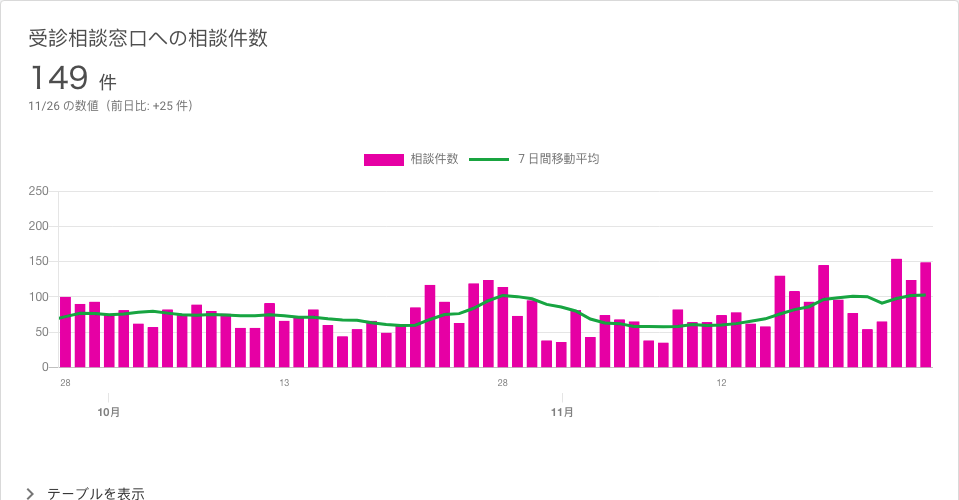 受診相談窓口への相談件数
149 件
11/26 の数値（前日比: +25 件）
相談件数 7 日間移動平均
250
200
150
100
50
0
28 13 28 12
10月 11月
テーブルを表示